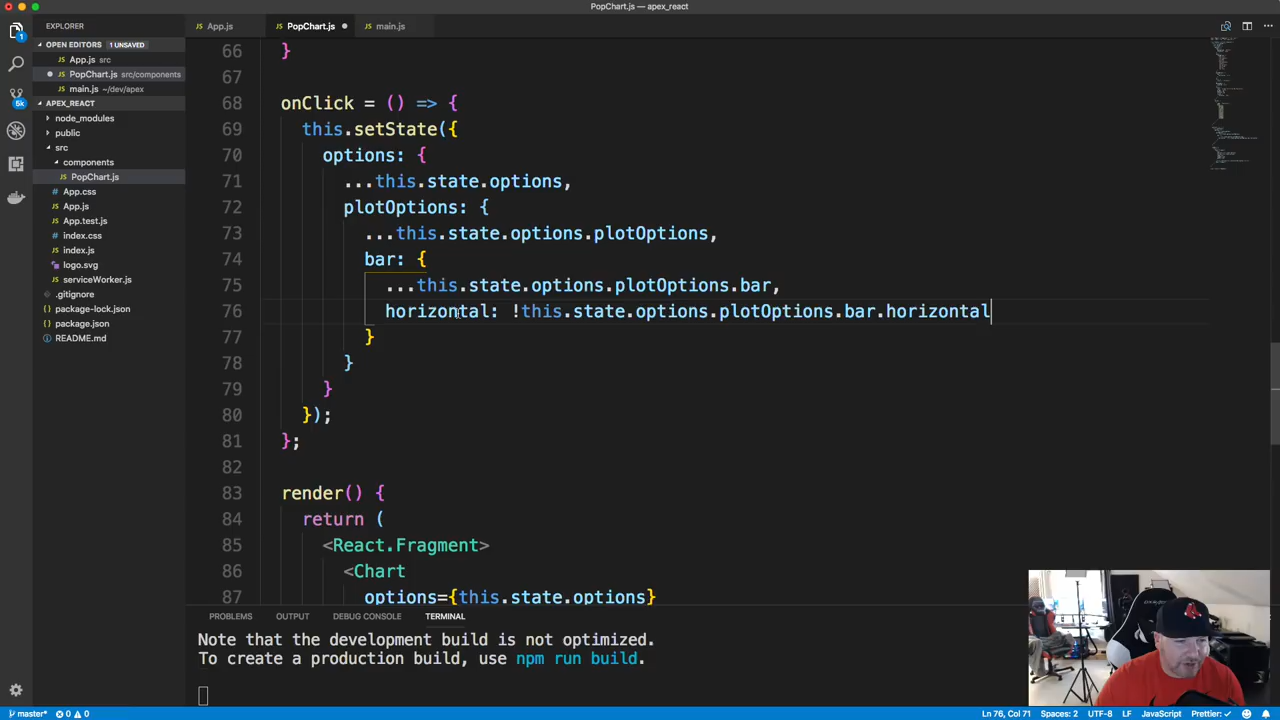 PopChart.js — apex_react
EXPLORER
App.js
PopChart.js
main.js
OPEN EDITORS 1 UNSAVED
App.js src
PopChart.js src/components
main.js ~/dev/apex
APEX_REACT
node_modules
public
src
components
PopChart.js
App.css
App.js
App.test.js
index.css
index.js
logo.svg
serviceWorker.js
.gitignore
package-lock.json
package.json
README.md
1
6k
66 }
67
68 onClick = () => {
69 this.setState({
70 options: {
71 ...this.state.options,
72 plotOptions: {
73 ...this.state.options.plotOptions,
74 bar: {
75 ...this.state.options.plotOptions.bar,
76 horizontal: !this.state.options.plotOptions.bar.horizontal
77 }
78 }
79 }
80 });
81 };
82
83 render() {
84 return (
85 <React.Fragment>
86 <Chart
87 options={this.state.options}
PROBLEMS OUTPUT DEBUG CONSOLE TERMINAL
Note that the development build is not optimized.
To create a production build, use npm run build.
master* 0 0
Ln 76, Col 71 Spaces: 2 UTF-8 LF JavaScript Prettier: ✓